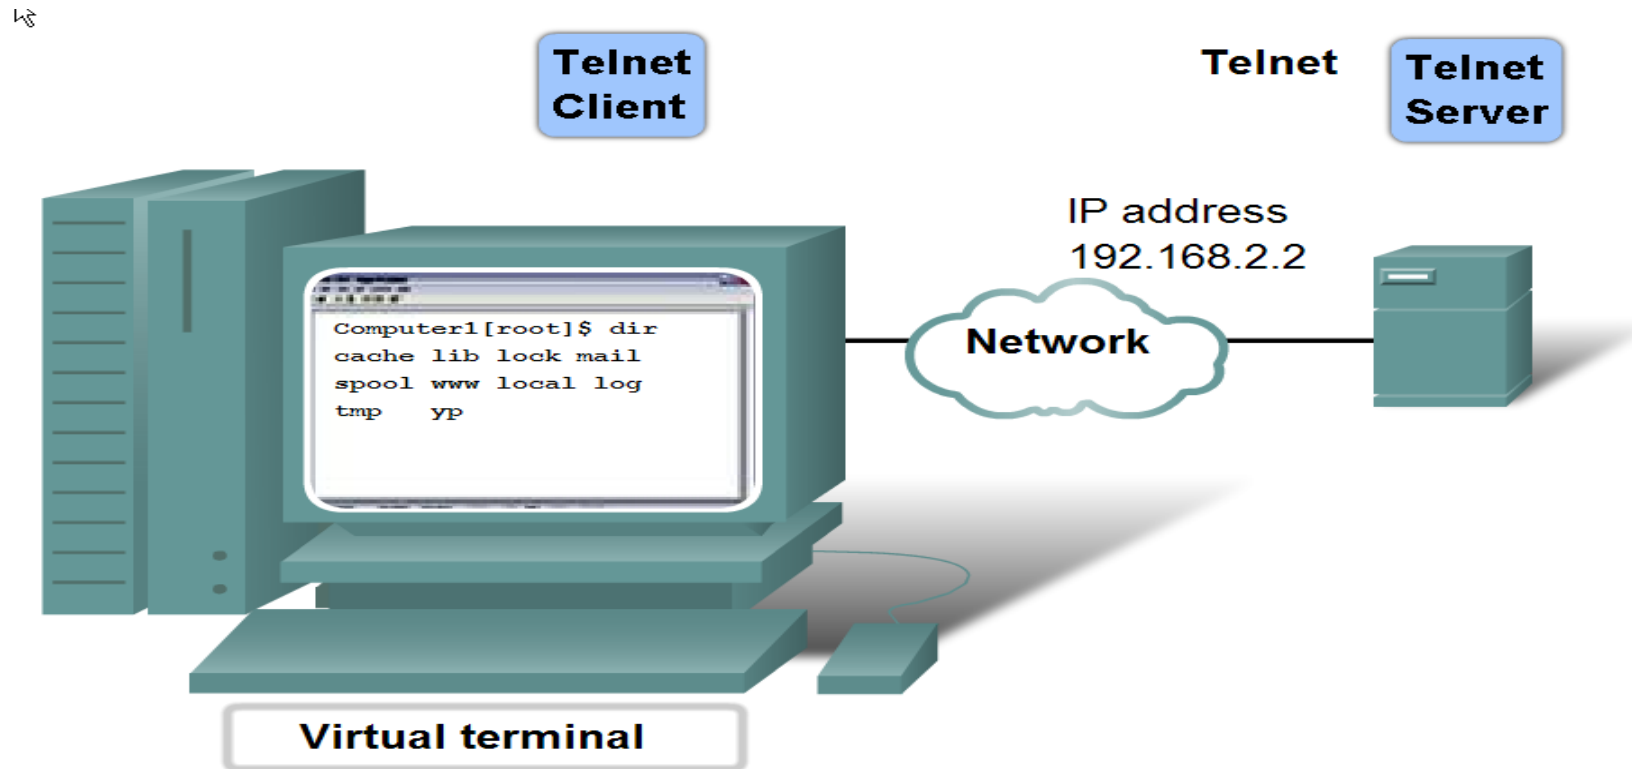 Telnet
Client
Telnet
Telnet
Server
IP address
192.168.2.2
Network
Computer1[root]$ dir
cache lib lock mail
spool www local log
tmp yp
Virtual terminal